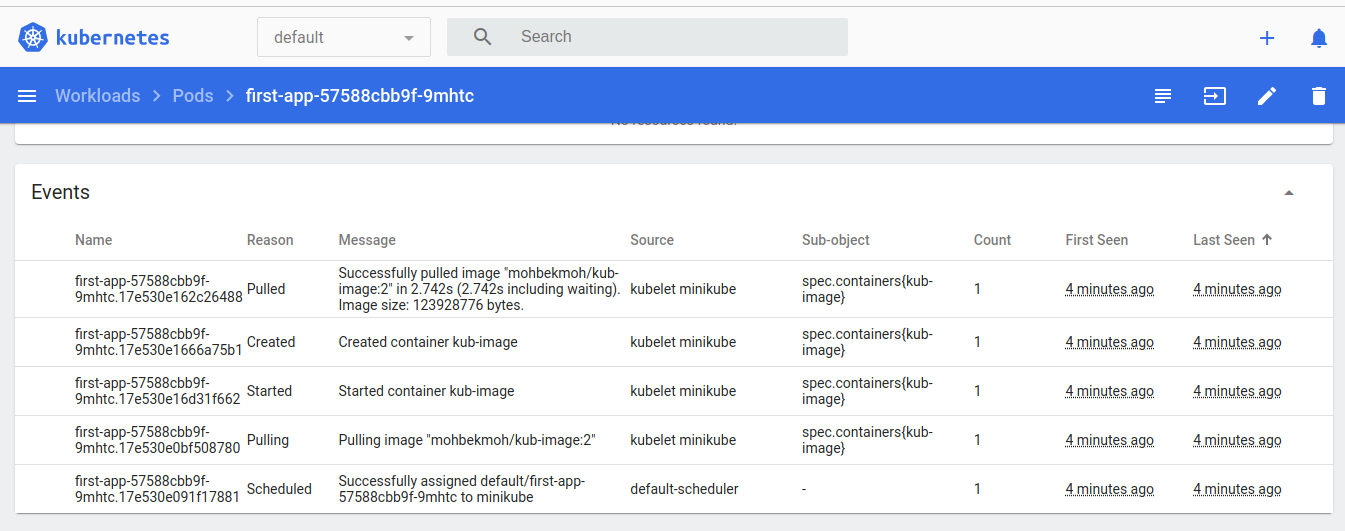 kubernetes
default
Search
Workloads
Pods
first-app-57588cbb9f-9mhtc
No resources found.
Events
Name Reason Message Source Sub-object Count First Seen Last Seen
first-app-57588cbb9f-
9mhtc.17e530e162c26488
Pulled
Successfully pulled image "mohbekmoh/kub-
image:2" in 2.742s (2.742s including waiting).
Image size: 123928776 bytes.
kubelet minikube
spec.containers{kub-
image}
1
4 minutes ago
4 minutes ago
first-app-57588cbb9f-
9mhtc.17e530e1666a75b1
Created
Created container kub-image
kubelet minikube
spec.containers{kub-
image}
1
4 minutes ago
4 minutes ago
first-app-57588cbb9f-
9mhtc.17e530e16d31f662
Started
Started container kub-image
kubelet minikube
spec.containers{kub-
image}
1
4 minutes ago
4 minutes ago
first-app-57588cbb9f-
9mhtc.17e530e0bf508780
Pulling
Pulling image "mohbekmoh/kub-image:2"
kubelet minikube
spec.containers{kub-
image}
1
4 minutes ago
4 minutes ago
first-app-57588cbb9f-
9mhtc.17e530e091f17881
Scheduled
Successfully assigned default/first-app-
57588cbb9f-9mhtc to minikube
default-scheduler
-
1
4 minutes ago
4 minutes ago